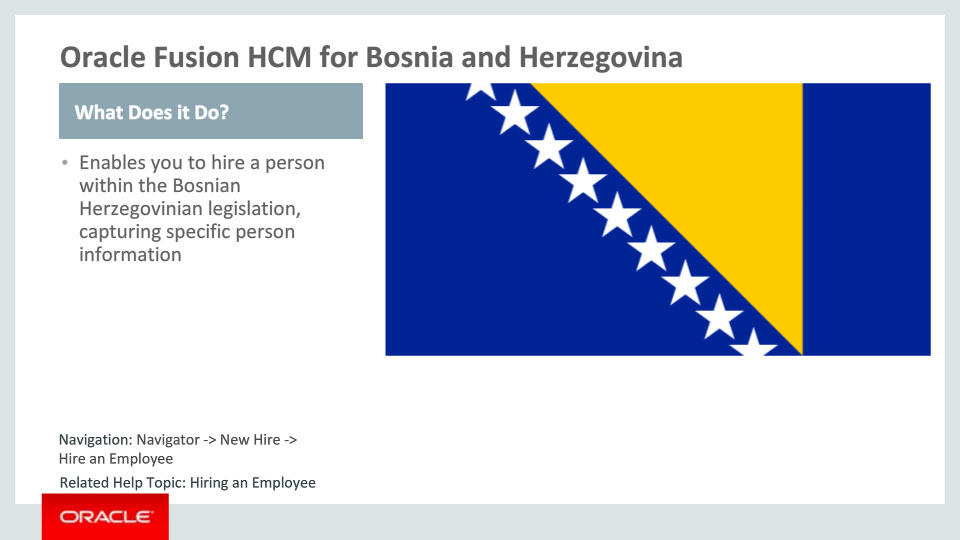 Oracle Fusion HCM for Bosnia and Herzegovina
What Does it Do?
• Enables you to hire a person
within the Bosnian
Herzegovinian legislation,
capturing specific person
information
Navigation: Navigator -> New Hire ->
Hire an Employee
Related Help Topic: Hiring an Employee
ORACLE